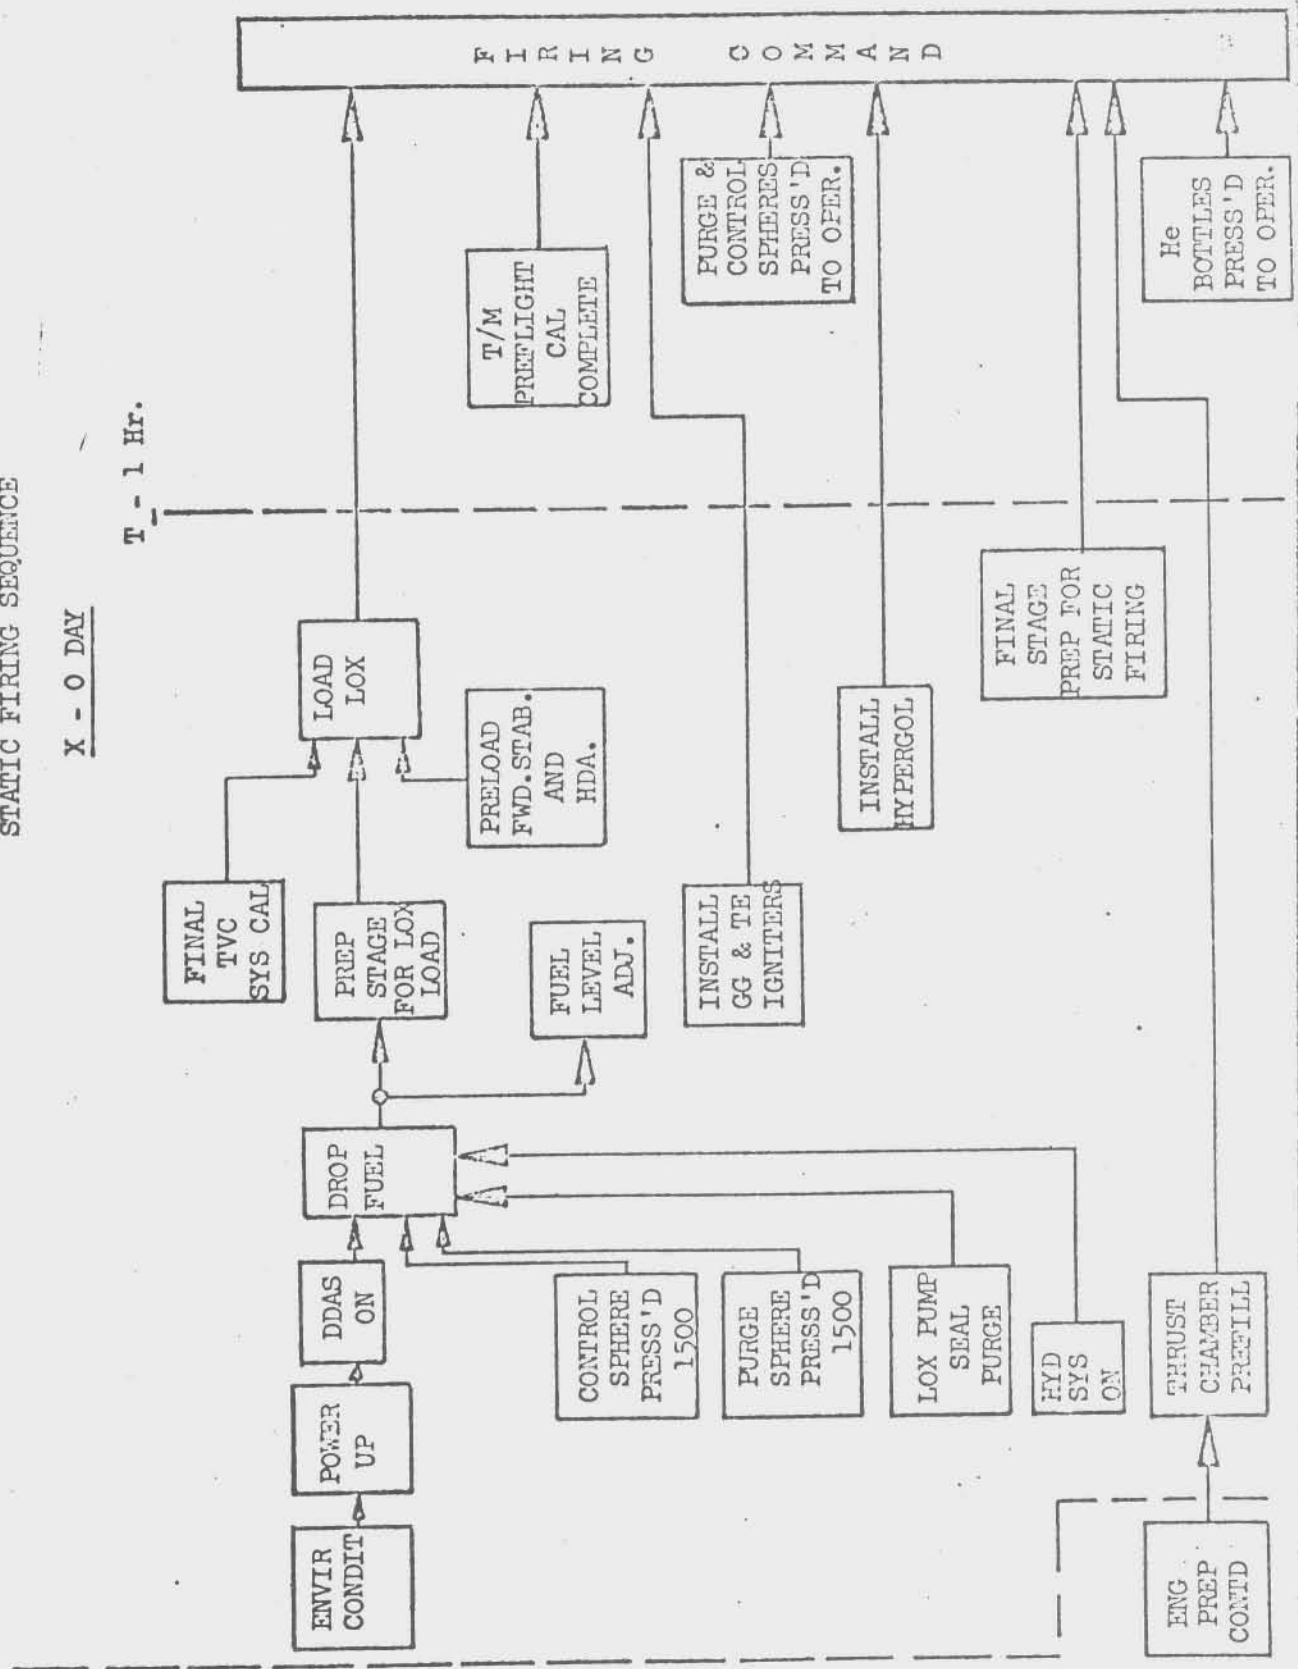 STATIC FIRING SEQUENCE
X - 0 DAY
T - 1 Hr.
ENVIR
CONDIT
POWER
UP
DDAS
ON
DROP
FUEL
FINAL
TVC
SYS CAL
PREP
STAGE
FOR LOX
LOAD
LOAD
LOX
PRELOAD
FWD.STAB.
AND
HDA.
FUEL
LEVEL
ADJ.
T/M
PREFLIGHT
CAL
COMPLETE
CONTROL
SPHERE
PRESS'D
1500
PURGE
SPHERE
PRESS'D
1500
INSTALL
GG & TE
IGNITERS
PURGE &
CONTROL
SPHERES
PRESS'D
TO OPER.
LOX PUMP
SEAL
PURGE
INSTALL
HYPERGOL
HYD
SYS
ON
FINAL
STAGE
PREP FOR
STATIC
FIRING
ENG
PREP
CONTD
THRUST
CHAMBER
PREFILL
He
BOTTLES
PRESS'D
TO OPER.
FIRING COMMAND